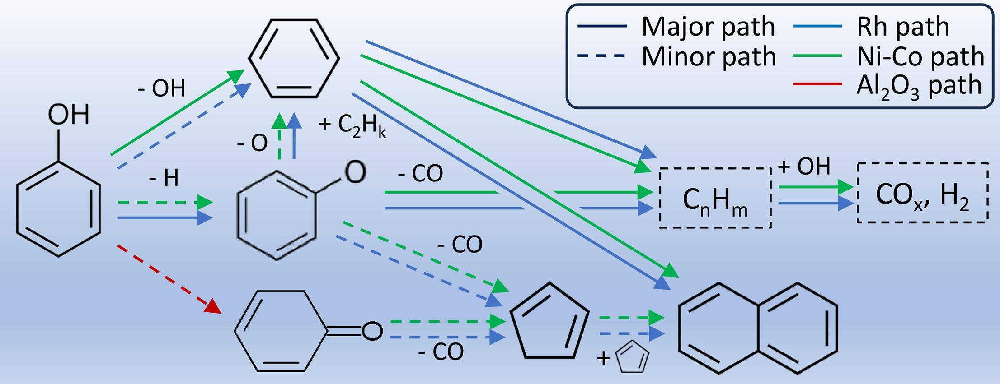 Major path
Rh path
Minor path
Ni-Co path
Al₂O₃ path
- OH
OH
+ C₂Hₖ
- O
- H
O
- CO
+ OH
CₙHₘ
COₓ, H₂
- CO
O
- CO
+